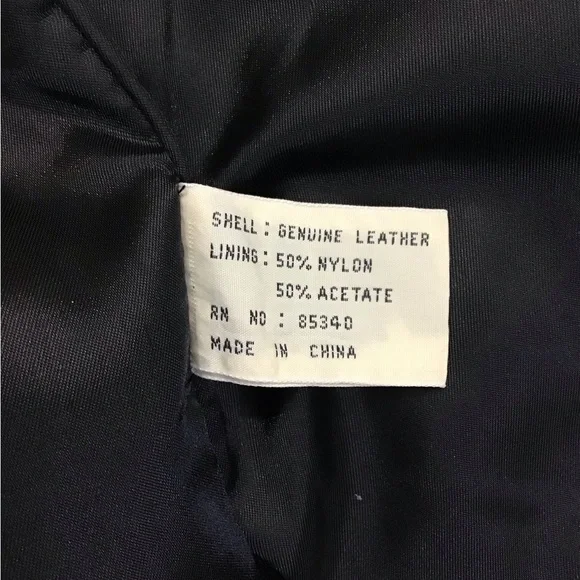 SHELL: GENUINE LEATHER
LINING: 50% NYLON
50% ACETATE
RN NO: 85340
MADE IN CHINA